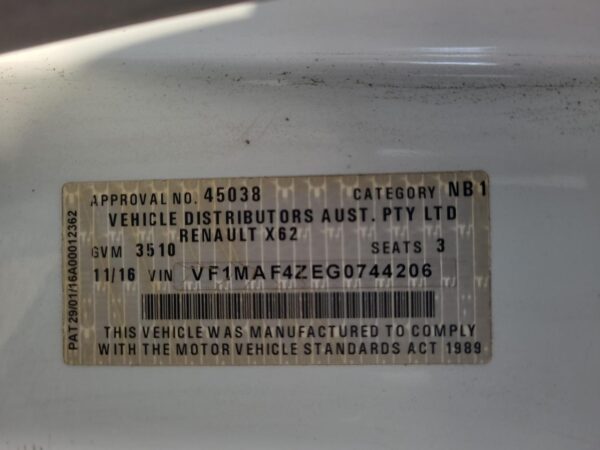 APPROVAL NO. 45038 CATEGORY NB1
VEHICLE DISTRIBUTORS AUST. PTY LTD
RENAULT X62
GVM 3510 SEATS 3
11/16 VIN VF1MAF4ZEG0744206
THIS VEHICLE WAS MANUFACTURED TO COMPLY
WITH THE MOTOR VEHICLE STANDARDS ACT 1989
PAT 29/01/16A00012362